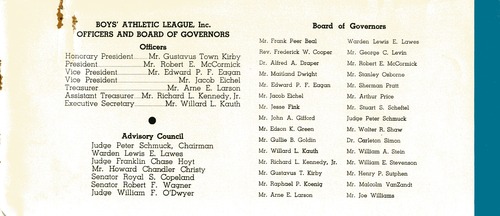 BOYS' ATHLETIC LEAGUE, Inc.
OFFICERS AND BOARD OF GOVERNORS
Officers
Honorary President Mr. Gustavus Town Kirby
President Mr. Robert E. McCormick
Vice President Mr. Edward P. F. Eagan
Vice President Mr. Jacob Eichel
Treasurer Mr. Arne E. Larson
Assistant Treasurer Mr. Richard L. Kennedy, Jr.
Executive Secretary Mr. Willard L. Kauth
Advisory Council
Judge Peter Schmuck, Chairman
Warden Lewis E. Lawes
Judge Franklin Chase Hoyt
Mr. Howard Chandler Christy
Senator Royal S. Copeland
Senator Robert F. Wagner
Judge William F. O'Dwyer
Board of Governors
Mr. Frank Peer Beal
Rev. Frederick W. Cooper
Dr. Alfred A. Draper
Mr. Maitland Dwight
Mr. Edward P. F. Eagan
Mr. Jacob Eichel
Mr. Jesse Fink
Mr. John A. Gifford
Mr. Edson K. Green
Mr. Gullie B. Goldin
Mr. Willard L. Kauth
Mr. Richard L. Kennedy, Jr.
Mr. Gustavus T. Kirby
Mr. Raphael P. Koenig
Mr. Arne E. Larson
Warden Lewis E. Lawes
Mr. George C. Levin
Mr. Robert E. McCormick
Mr. Stanley Osborne
Mr. Sherman Pratt
Mr. Arthur Price
Mr. Stuart S. Scheftel
Judge Peter Schmuck
Mr. Walter R. Shaw
Dr. Carleton Simon
Mr. William A. Stein
Mr. William E. Stevenson
Mr. Henry P. Sutphen
Mr. Malcolm VanZandt
Mr. Joe Williams